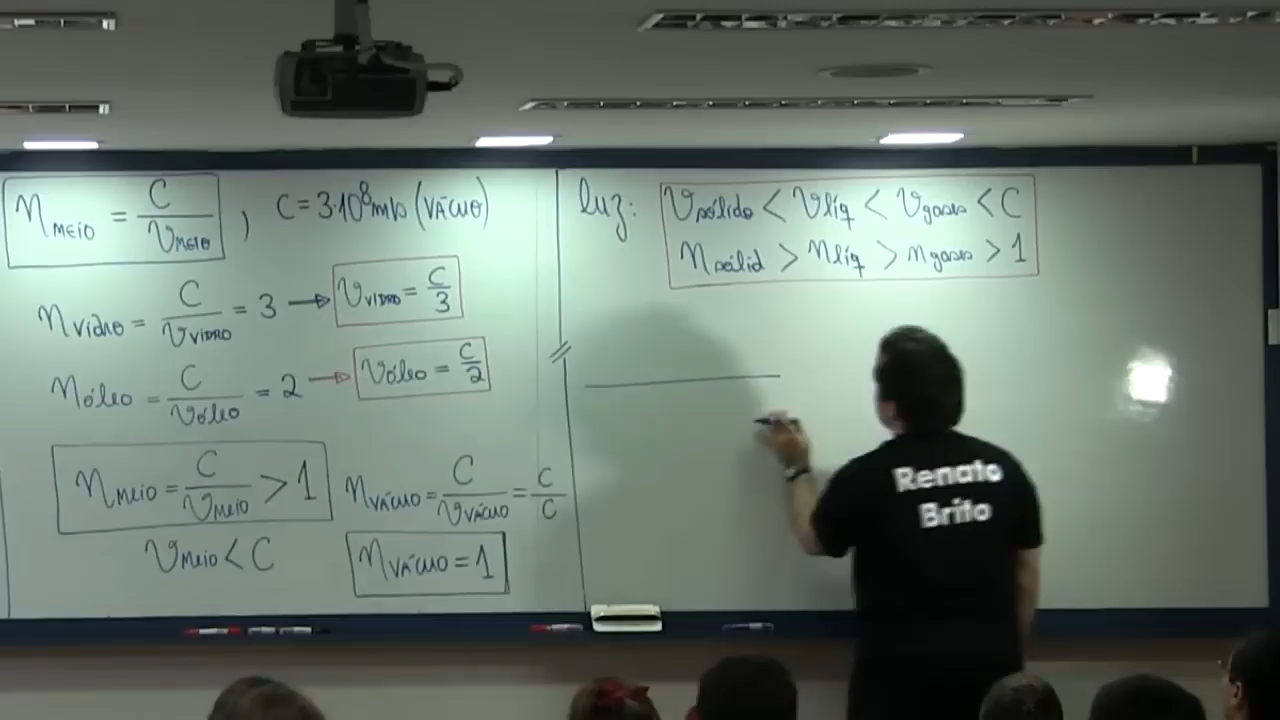 n MEIO = C / V MEIO , C = 3·10⁸ m/s (VÁCUO)
n vidro = C / V VIDRO = 3 → V VIDRO = C / 3
n óleo = C / V óleo = 2 → V óleo = C / 2
n MEIO = C / V MEIO > 1
V MEIO < C
n VÁCUO = C / V VÁCUO = C / C
n VÁCUO = 1
luz: V sólido < V líq < V gases < C
n sólid > n líq > n gases > 1
Renato
Brito